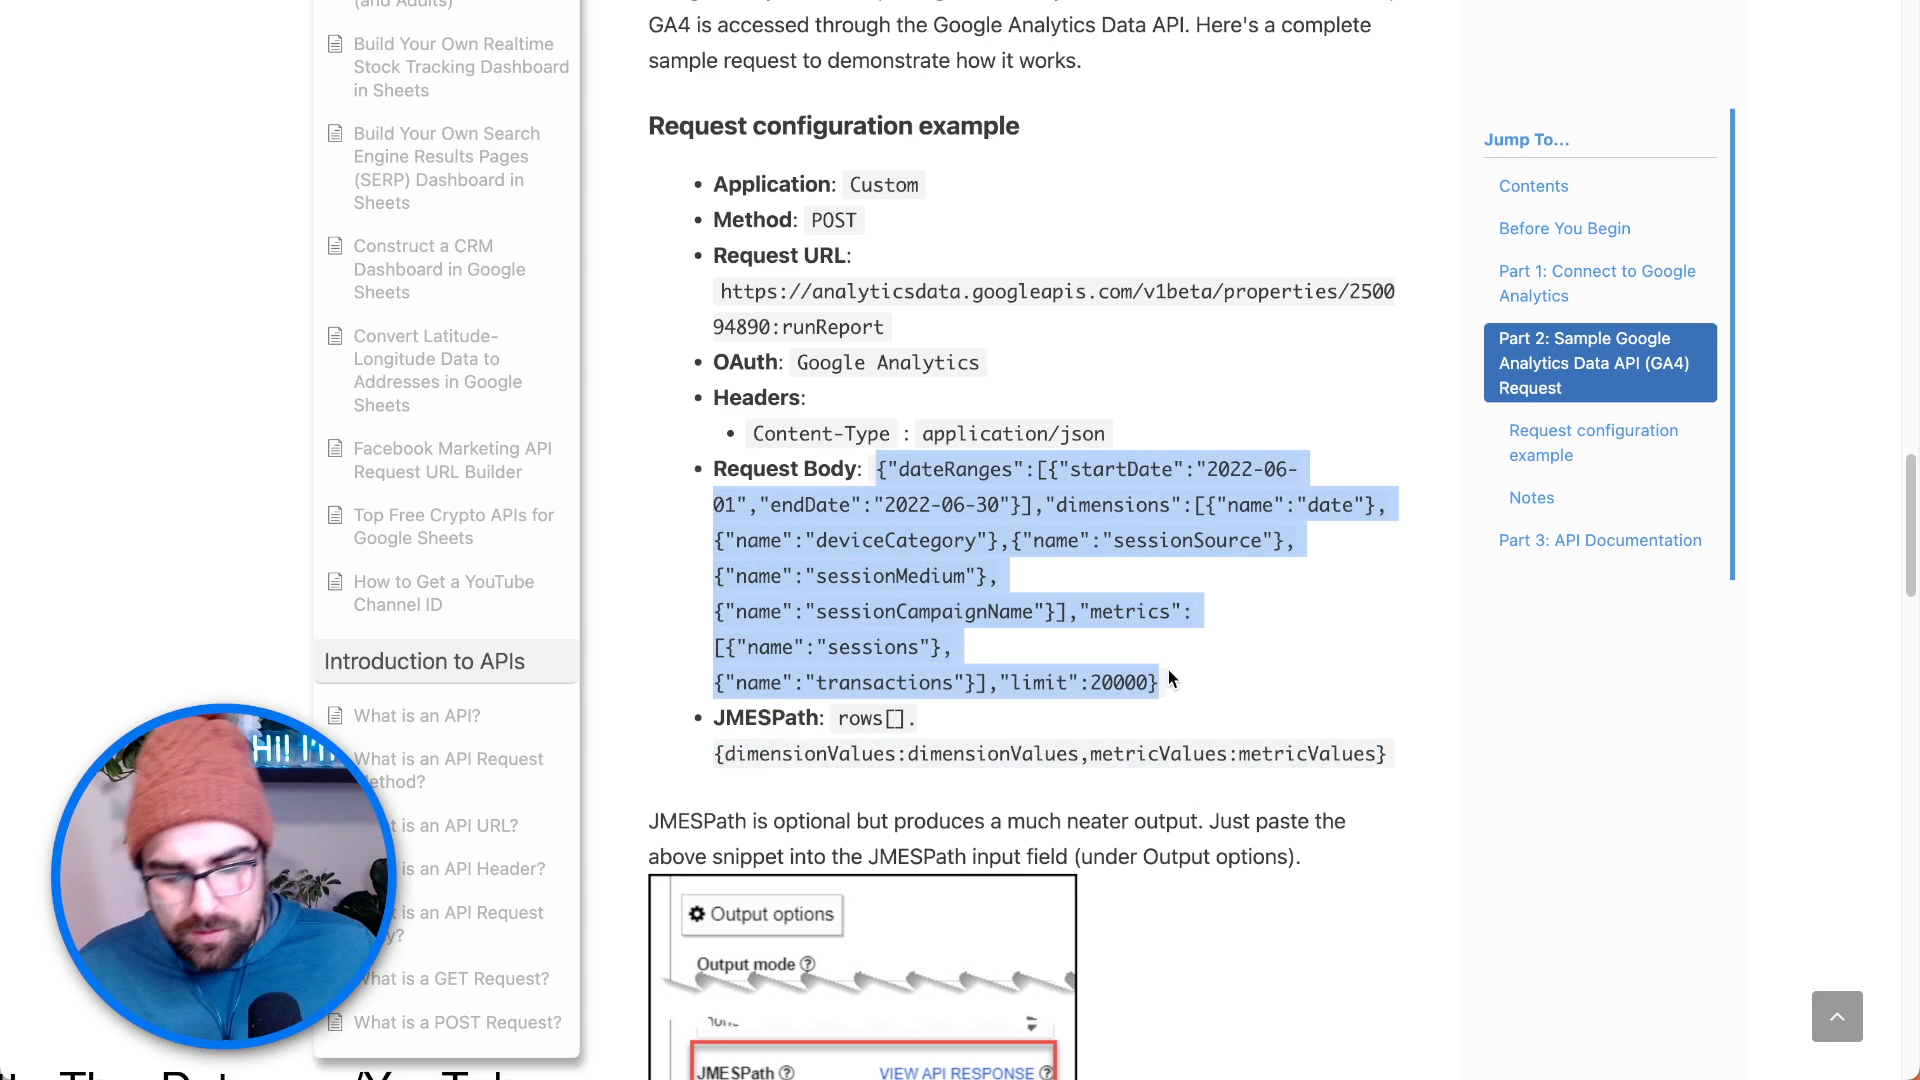 (and Adults)
Build Your Own Realtime
Stock Tracking Dashboard
in Sheets
Build Your Own Search
Engine Results Pages
(SERP) Dashboard in
Sheets
Construct a CRM
Dashboard in Google
Sheets
Convert Latitude-
Longitude Data to
Addresses in Google
Sheets
Facebook Marketing API
Request URL Builder
Top Free Crypto APIs for
Google Sheets
How to Get a YouTube
Channel ID
Introduction to APIs
What is an API?
What is an API Request
ethod?
t is an API URL?
is an API Header?
is an API Request
y?
hat is a GET Request?
What is a POST Request?
Hi! I'm
GA4 is accessed through the Google Analytics Data API. Here's a complete
sample request to demonstrate how it works.
Request configuration example
• Application: Custom
• Method: POST
• Request URL:
https://analyticsdata.googleapis.com/v1beta/properties/2500
94890:runReport
• OAuth: Google Analytics
• Headers:
• Content-Type : application/json
• Request Body: {"dateRanges":[{"startDate":"2022-06-
01","endDate":"2022-06-30"}],"dimensions":[{"name":"date"},
{"name":"deviceCategory"},{"name":"sessionSource"},
{"name":"sessionMedium"},
{"name":"sessionCampaignName"}],"metrics":
[{"name":"sessions"},
{"name":"transactions"}],"limit":20000}
• JMESPath: rows[].
{dimensionValues:dimensionValues,metricValues:metricValues}
JMESPath is optional but produces a much neater output. Just paste the
above snippet into the JMESPath input field (under Output options).
Output options
Output mode
JMESPath VIEW API RESPONSE
Jump To...
Contents
Before You Begin
Part 1: Connect to Google
Analytics
Part 2: Sample Google
Analytics Data API (GA4)
Request
Request configuration
example
Notes
Part 3: API Documentation